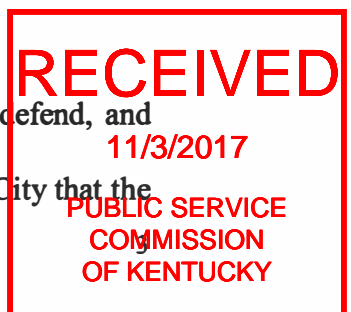 RECEIVED
defend, and
11/3/2017
City that the
PUBLIC SERVICE
COMMISSION
OF KENTUCKY